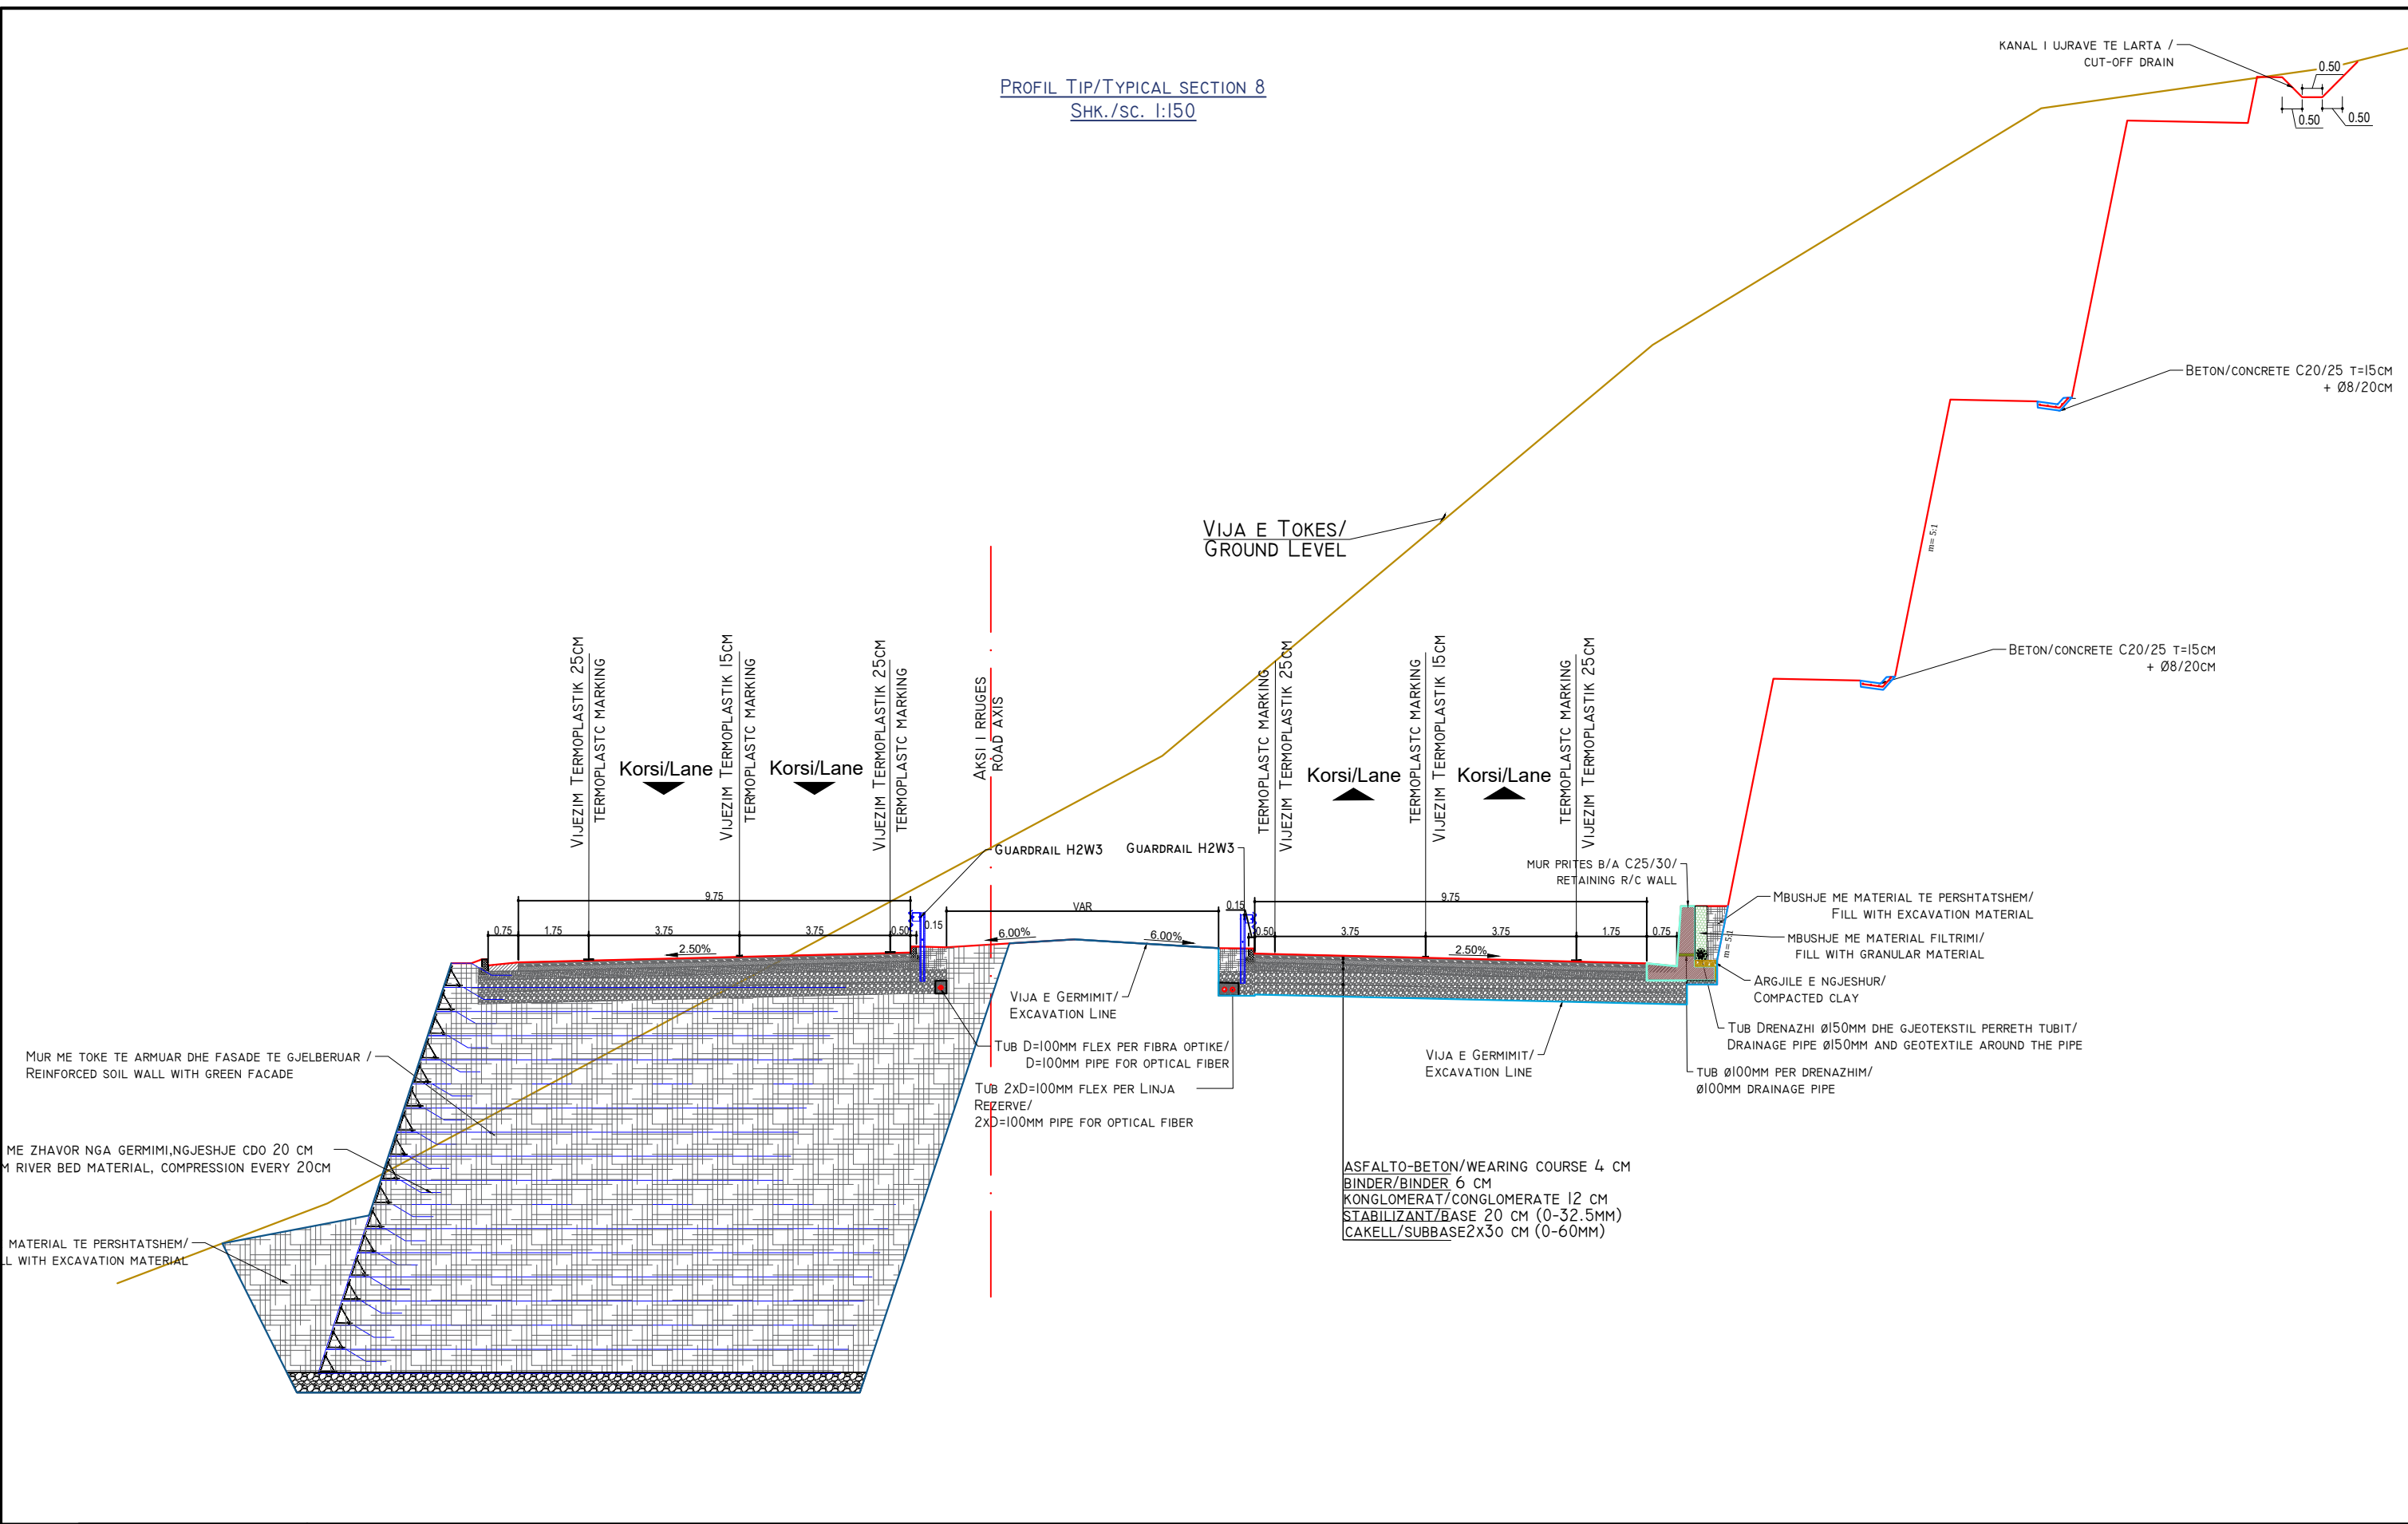 PROFIL TIP/TYPICAL SECTION 8
SHK./SC. 1:150
KANAL I UJRAVE TE LARTA /
CUT-OFF DRAIN
0.50
0.50
0.50
BETON/CONCRETE C20/25 T=15CM
+ Ø8/20CM
VIJA E TOKES/
GROUND LEVEL
m= 5:1
BETON/CONCRETE C20/25 T=15CM
+ Ø8/20CM
VIJEZIM TERMOPLASTIK 25CM
TERMOPLASTC MARKING
Korsi/Lane
VIJEZIM TERMOPLASTIK 15CM
TERMOPLASTC MARKING
Korsi/Lane
VIJEZIM TERMOPLASTIK 25CM
TERMOPLASTC MARKING
AKSI I RRUGES
ROAD AXIS
TERMOPLASTC MARKING
VIJEZIM TERMOPLASTIK 25CM
Korsi/Lane
TERMOPLASTC MARKING
VIJEZIM TERMOPLASTIK 15CM
Korsi/Lane
TERMOPLASTC MARKING
VIJEZIM TERMOPLASTIK 25CM
GUARDRAIL H2W3
GUARDRAIL H2W3
MUR PRITES B/A C25/30/
RETAINING R/C WALL
9.75
VAR
0.15
9.75
MBUSHJE ME MATERIAL TE PERSHTATSHEM/
FILL WITH EXCAVATION MATERIAL
0.75
1.75
3.75
3.75
0.50
0.15
6.00%
6.00%
0.50
3.75
3.75
1.75
0.75
2.50%
2.50%
m= 5:1
MBUSHJE ME MATERIAL FILTRIMI/
FILL WITH GRANULAR MATERIAL
ARGJILE E NGJESHUR/
COMPACTED CLAY
VIJA E GERMIMIT/
EXCAVATION LINE
TUB DRENAZHI Ø150MM DHE GJEOTEKSTIL PERRETH TUBIT/
DRAINAGE PIPE Ø150MM AND GEOTEXTILE AROUND THE PIPE
TUB D=100MM FLEX PER FIBRA OPTIKE/
D=100MM PIPE FOR OPTICAL FIBER
VIJA E GERMIMIT/
EXCAVATION LINE
MUR ME TOKE TE ARMUAR DHE FASADE TE GJELBERUAR /
REINFORCED SOIL WALL WITH GREEN FACADE
TUB Ø100MM PER DRENAZHIM/
Ø100MM DRAINAGE PIPE
TUB 2XD=100MM FLEX PER LINJA
REZERVE/
2XD=100MM PIPE FOR OPTICAL FIBER
ME ZHAVOR NGA GERMIMI,NGJESHJE CDO 20 CM
M RIVER BED MATERIAL, COMPRESSION EVERY 20CM
ASFALTO-BETON/WEARING COURSE 4 CM
BINDER/BINDER 6 CM
KONGLOMERAT/CONGLOMERATE 12 CM
STABILIZANT/BASE 20 CM (0-32.5MM)
CAKELL/SUBBASE2X30 CM (0-60MM)
MATERIAL TE PERSHTATSHEM/
LL WITH EXCAVATION MATERIAL